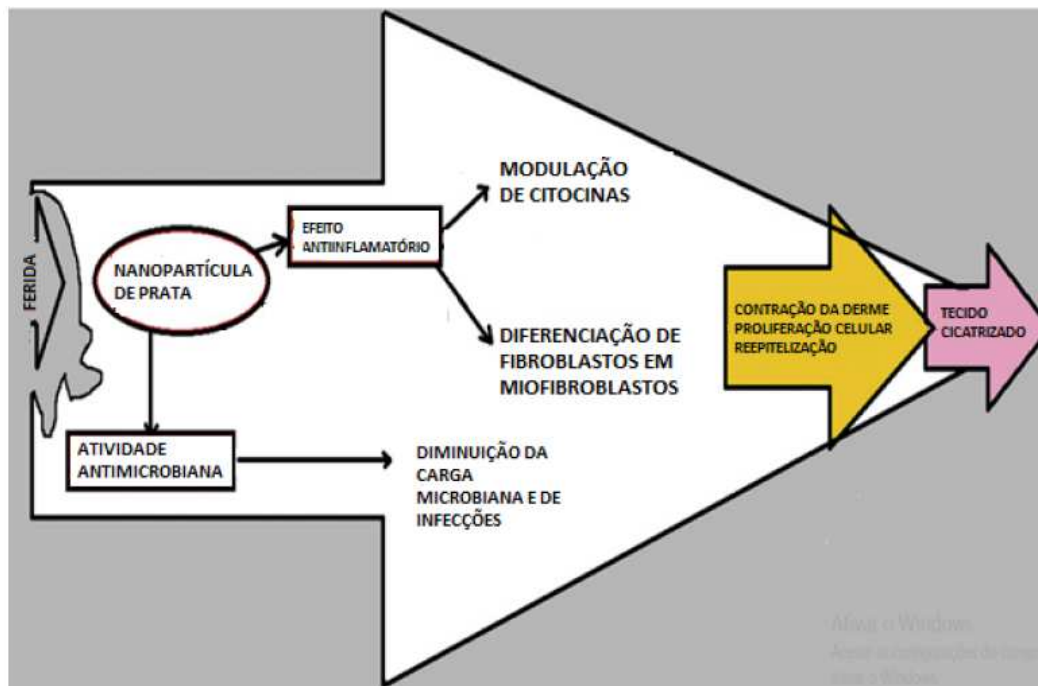 FERIDA
NANOPARTÍCULA
DE PRATA
EFEITO
ANTIINFLAMATÓRIO
MODULAÇÃO
DE CITOCINAS
DIFERENCIAÇÃO DE
FIBROBLASTOS EM
MIOFIBROBLASTOS
ATIVIDADE
ANTIMICROBIANA
DIMINUIÇÃO DA
CARGA
MICROBIANA E DE
INFECÇÕES
CONTRAÇÃO DA DERME
PROLIFERAÇÃO CELULAR
REEPITELIZAÇÃO
TECIDO
CICATRIZADO
Windows
Windows